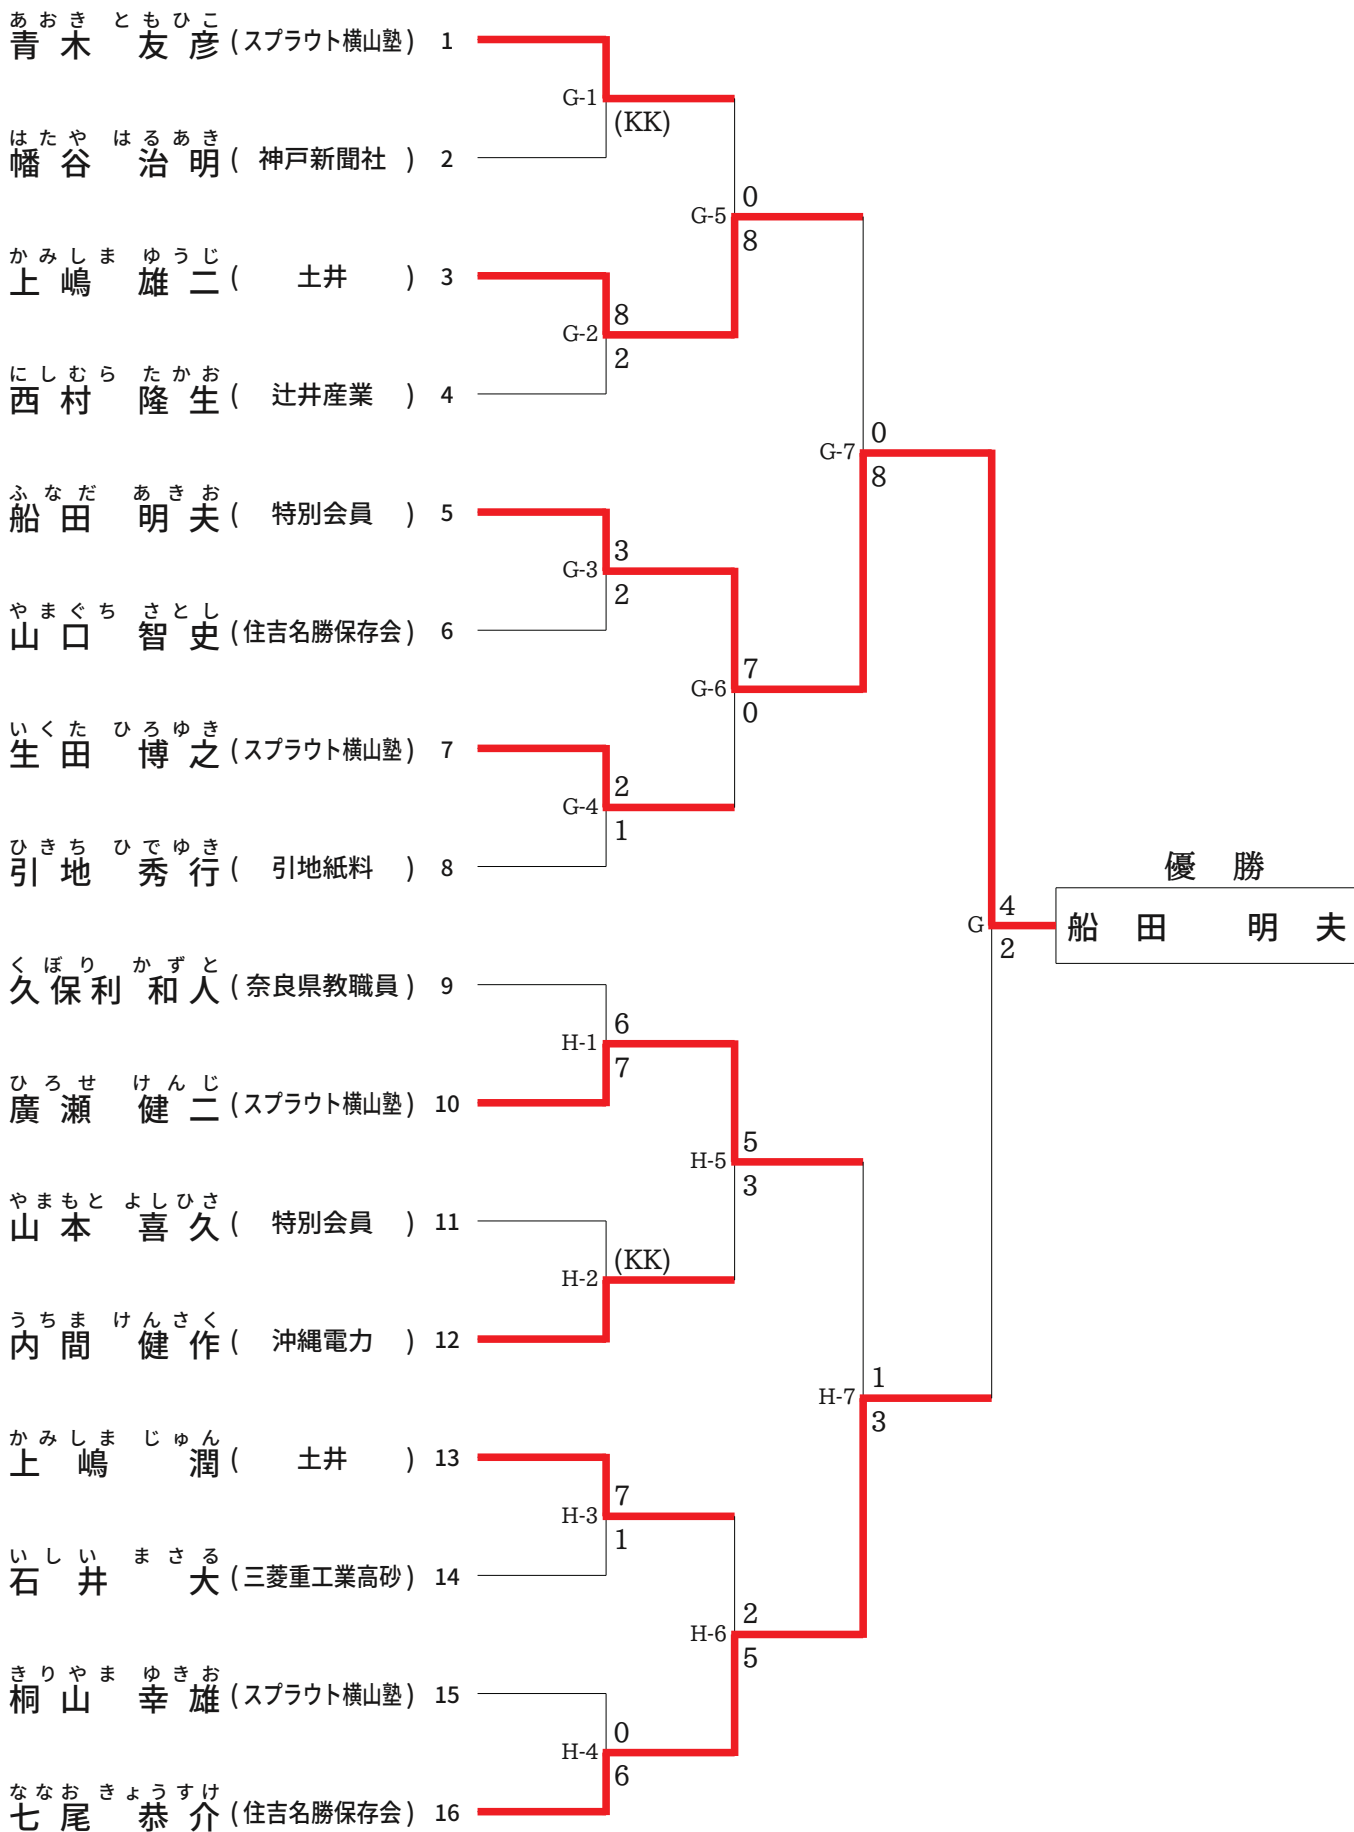 あおき ともひこ
青木 友彦 (スプラウト横山塾) 1
G-1
(KK)
はたや はるあき
幡谷 治明 ( 神戸新聞社 ) 2
G-5
0
8
かみしま ゆうじ
上嶋 雄二 ( 土井 ) 3
G-2
8
2
にしむら たかお
西村 隆生 ( 辻井産業 ) 4
G-7
0
8
ふなだ あきお
船田 明夫 ( 特別会員 ) 5
G-3
3
2
やまぐち さとし
山口 智史 (住吉名勝保存会) 6
G-6
7
0
いくた ひろゆき
生田 博之 (スプラウト横山塾) 7
G-4
2
1
ひきち ひでゆき
引地 秀行 ( 引地紙料 ) 8
優勝
G
4
2
船田 明夫
くぼり かずと
久保利 和人 (奈良県教職員) 9
H-1
6
7
ひろせ けんじ
廣瀬 健二 (スプラウト横山塾) 10
H-5
5
3
やまもと よしひさ
山本 喜久 ( 特別会員 ) 11
H-2
(KK)
うちま けんさく
内間 健作 ( 沖縄電力 ) 12
H-7
1
3
かみしま じゅん
上嶋 潤 ( 土井 ) 13
H-3
7
1
いしい まさる
石井 大 (三菱重工業高砂) 14
H-6
2
5
きりやま ゆきお
桐山 幸雄 (スプラウト横山塾) 15
H-4
0
6
ななお きょうすけ
七尾 恭介 (住吉名勝保存会) 16